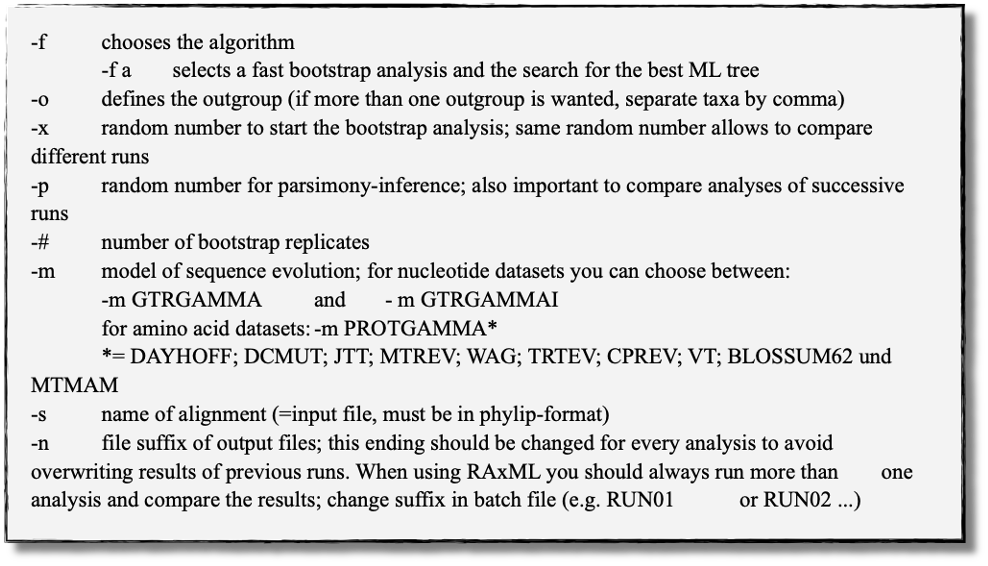 -f chooses the algorithm
-f a selects a fast bootstrap analysis and the search for the best ML tree
-o defines the outgroup (if more than one outgroup is wanted, separate taxa by comma)
-x random number to start the bootstrap analysis; same random number allows to compare
different runs
-p random number for parsimony-inference; also important to compare analyses of successive
runs
-# number of bootstrap replicates
-m model of sequence evolution; for nucleotide datasets you can choose between:
-m GTRGAMMA and - m GTRGAMMAI
for amino acid datasets: -m PROTGAMMA*
*= DAYHOFF; DCMUT; JTT; MTREV; WAG; TRTEV; CPREV; VT; BLOSSUM62 und
MTMAM
-s name of alignment (=input file, must be in phylip-format)
-n file suffix of output files; this ending should be changed for every analysis to avoid
overwriting results of previous runs. When using RAxML you should always run more than one
analysis and compare the results; change suffix in batch file (e.g. RUN01 or RUN02 ...)